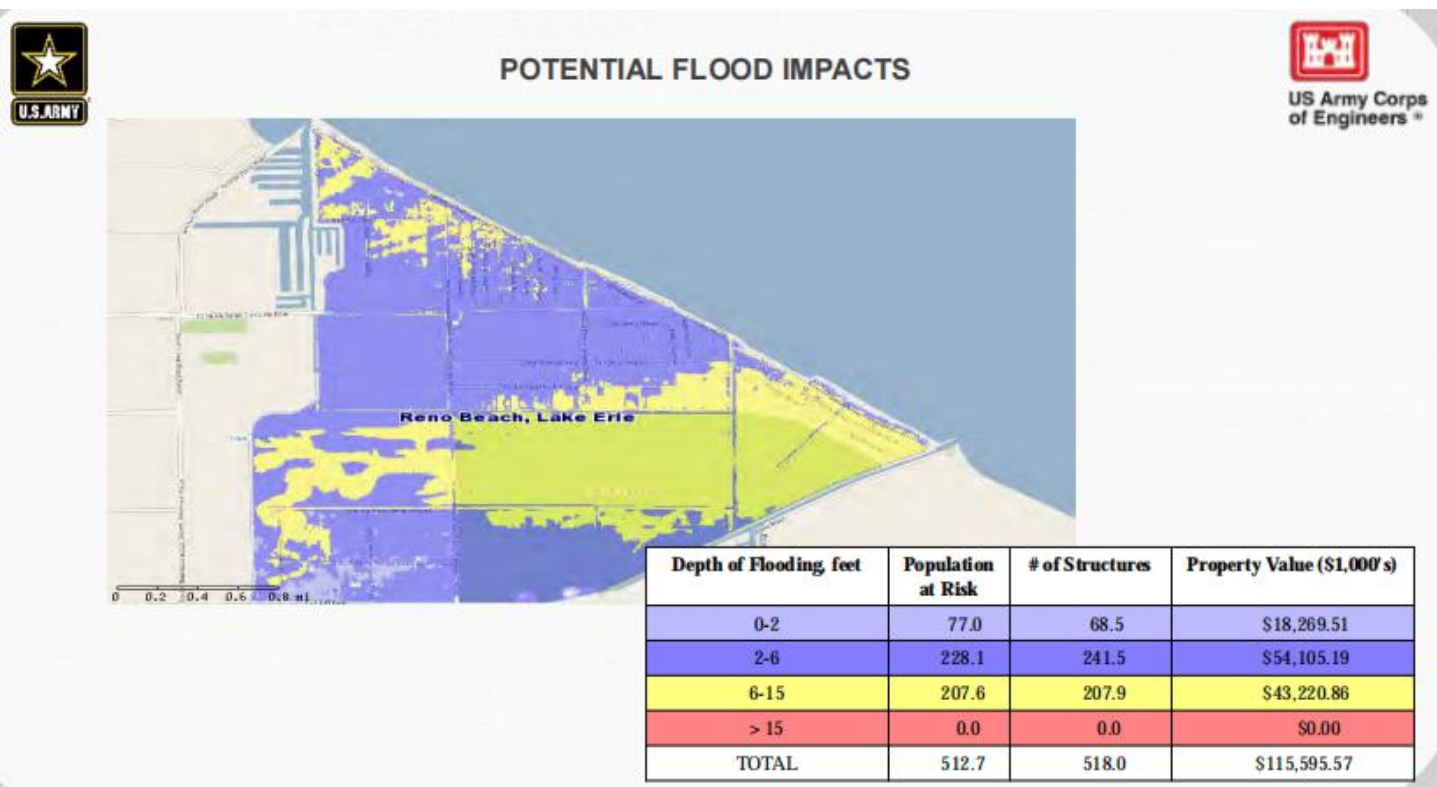 POTENTIAL FLOOD IMPACTS
U.S.ARMY
US Army Corps
of Engineers ®
Reno Beach, Lake Erie
0 0.2 0.4 0.6 0.8 mi
Depth of Flooding, feet Population at Risk # of Structures Property Value ($1,000's)
0-2 77.0 68.5 $18,269.51
2-6 228.1 241.5 $54,105.19
6-15 207.6 207.9 $43,220.86
> 15 0.0 0.0 $0.00
TOTAL 512.7 518.0 $115,595.57